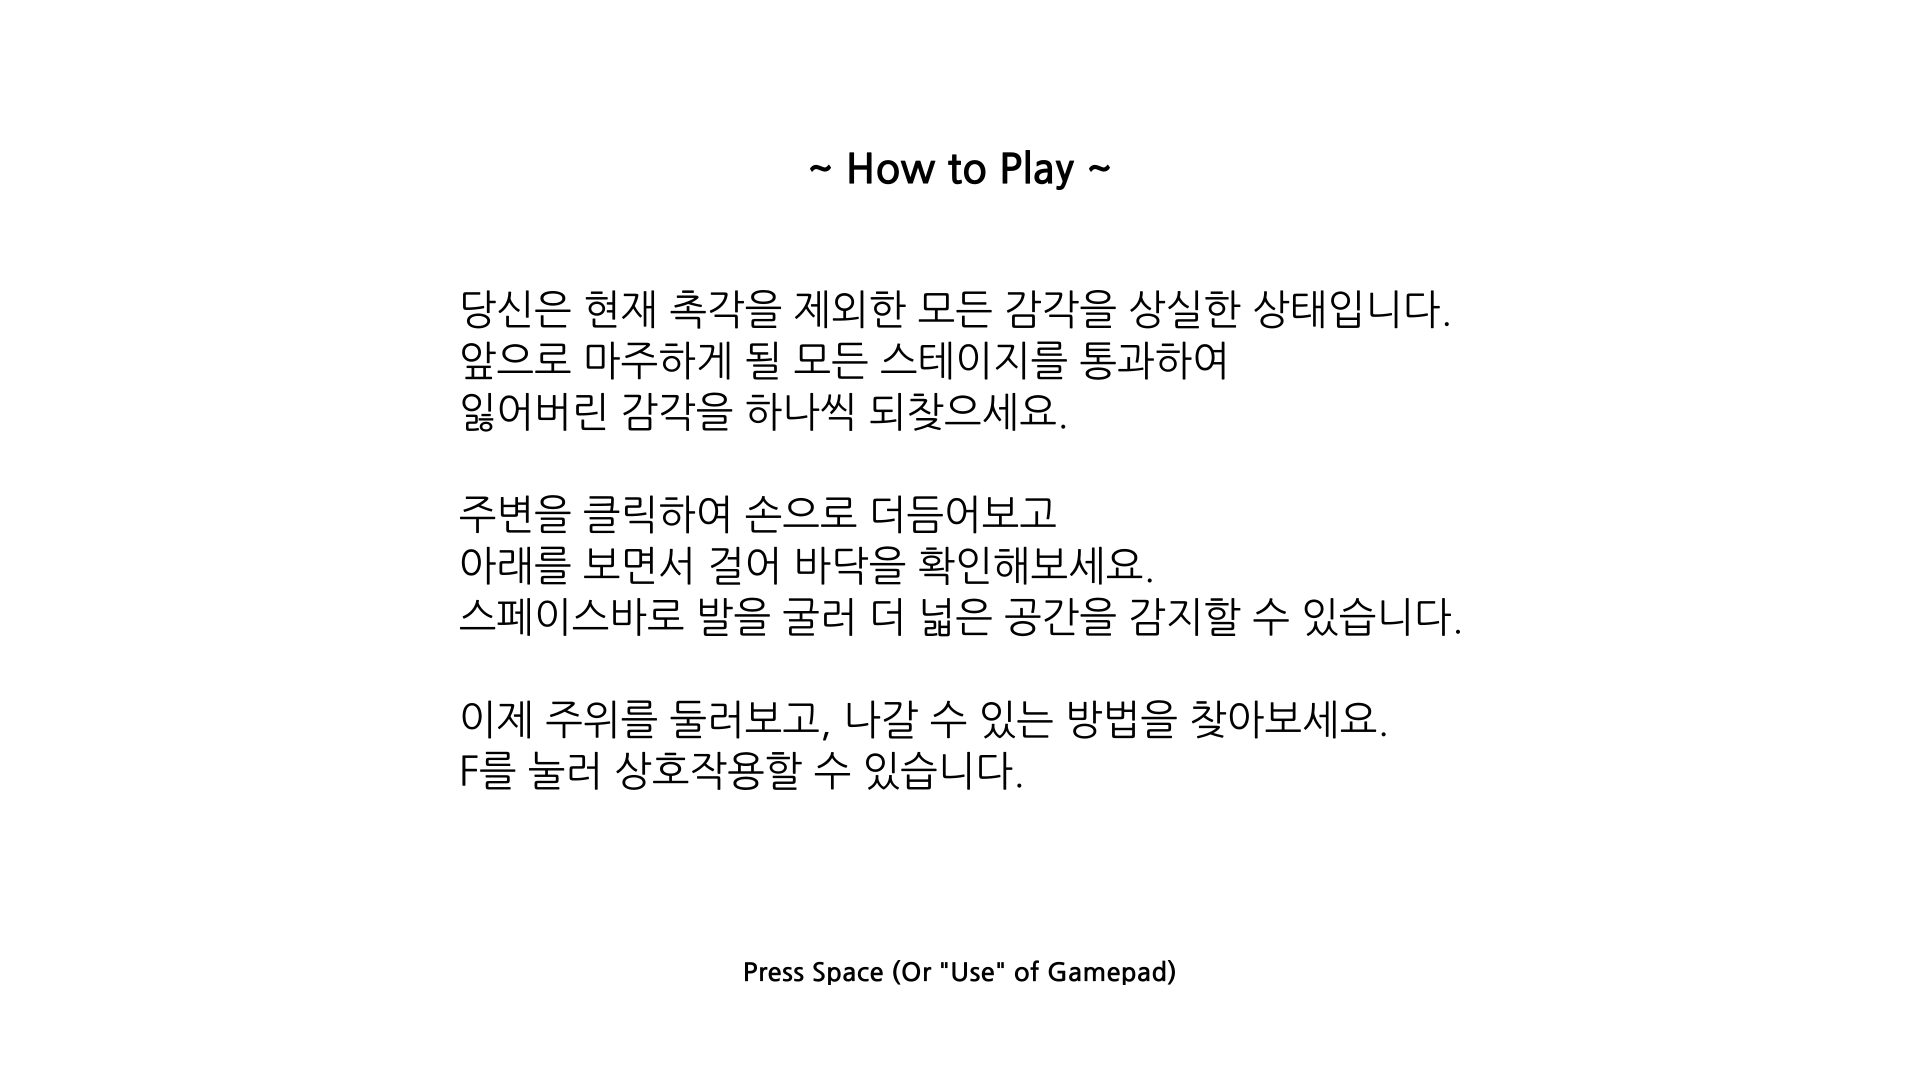 ~ How to Play ~
당신은 현재 촉각을 제외한 모든 감각을 상실한 상태입니다.
앞으로 마주하게 될 모든 스테이지를 통과하여
잃어버린 감각을 하나씩 되찾으세요.
주변을 클릭하여 손으로 더듬어보고
아래를 보면서 걸어 바닥을 확인해보세요.
스페이스바로 발을 굴러 더 넓은 공간을 감지할 수 있습니다.
이제 주위를 둘러보고, 나갈 수 있는 방법을 찾아보세요.
F를 눌러 상호작용할 수 있습니다.
Press Space (Or "Use" of Gamepad)